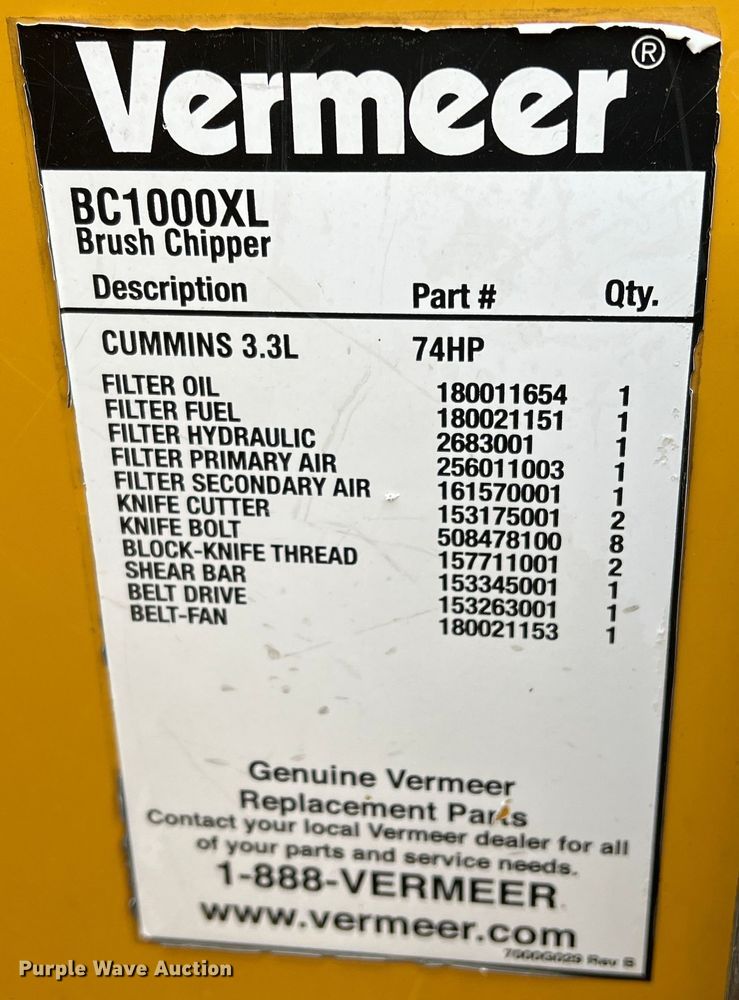 Vermeer®
BC1000XL
Brush Chipper
Description Part # Qty.
CUMMINS 3.3L 74HP
FILTER OIL 180011654 1
FILTER FUEL 180021151 1
FILTER HYDRAULIC 2683001 1
FILTER PRIMARY AIR 256011003 1
FILTER SECONDARY AIR 161570001 1
KNIFE CUTTER 153175001 2
KNIFE BOLT 508478100 8
BLOCK-KNIFE THREAD 157711001 2
SHEAR BAR 153345001 1
BELT DRIVE 153263001 1
BELT-FAN 180021153 1
Genuine Vermeer
Replacement Parts
Contact your local Vermeer dealer for all
of your parts and service needs.
1-888-VERMEER
www.vermeer.com
Rev B
Purple Wave Auction